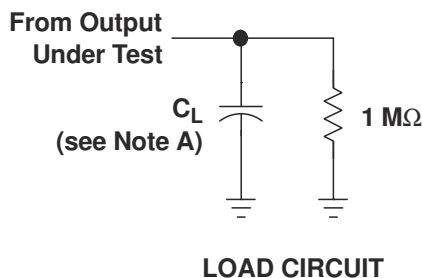 From Output
Under Test
CL
(see Note A)
1 MΩ
LOAD CIRCUIT